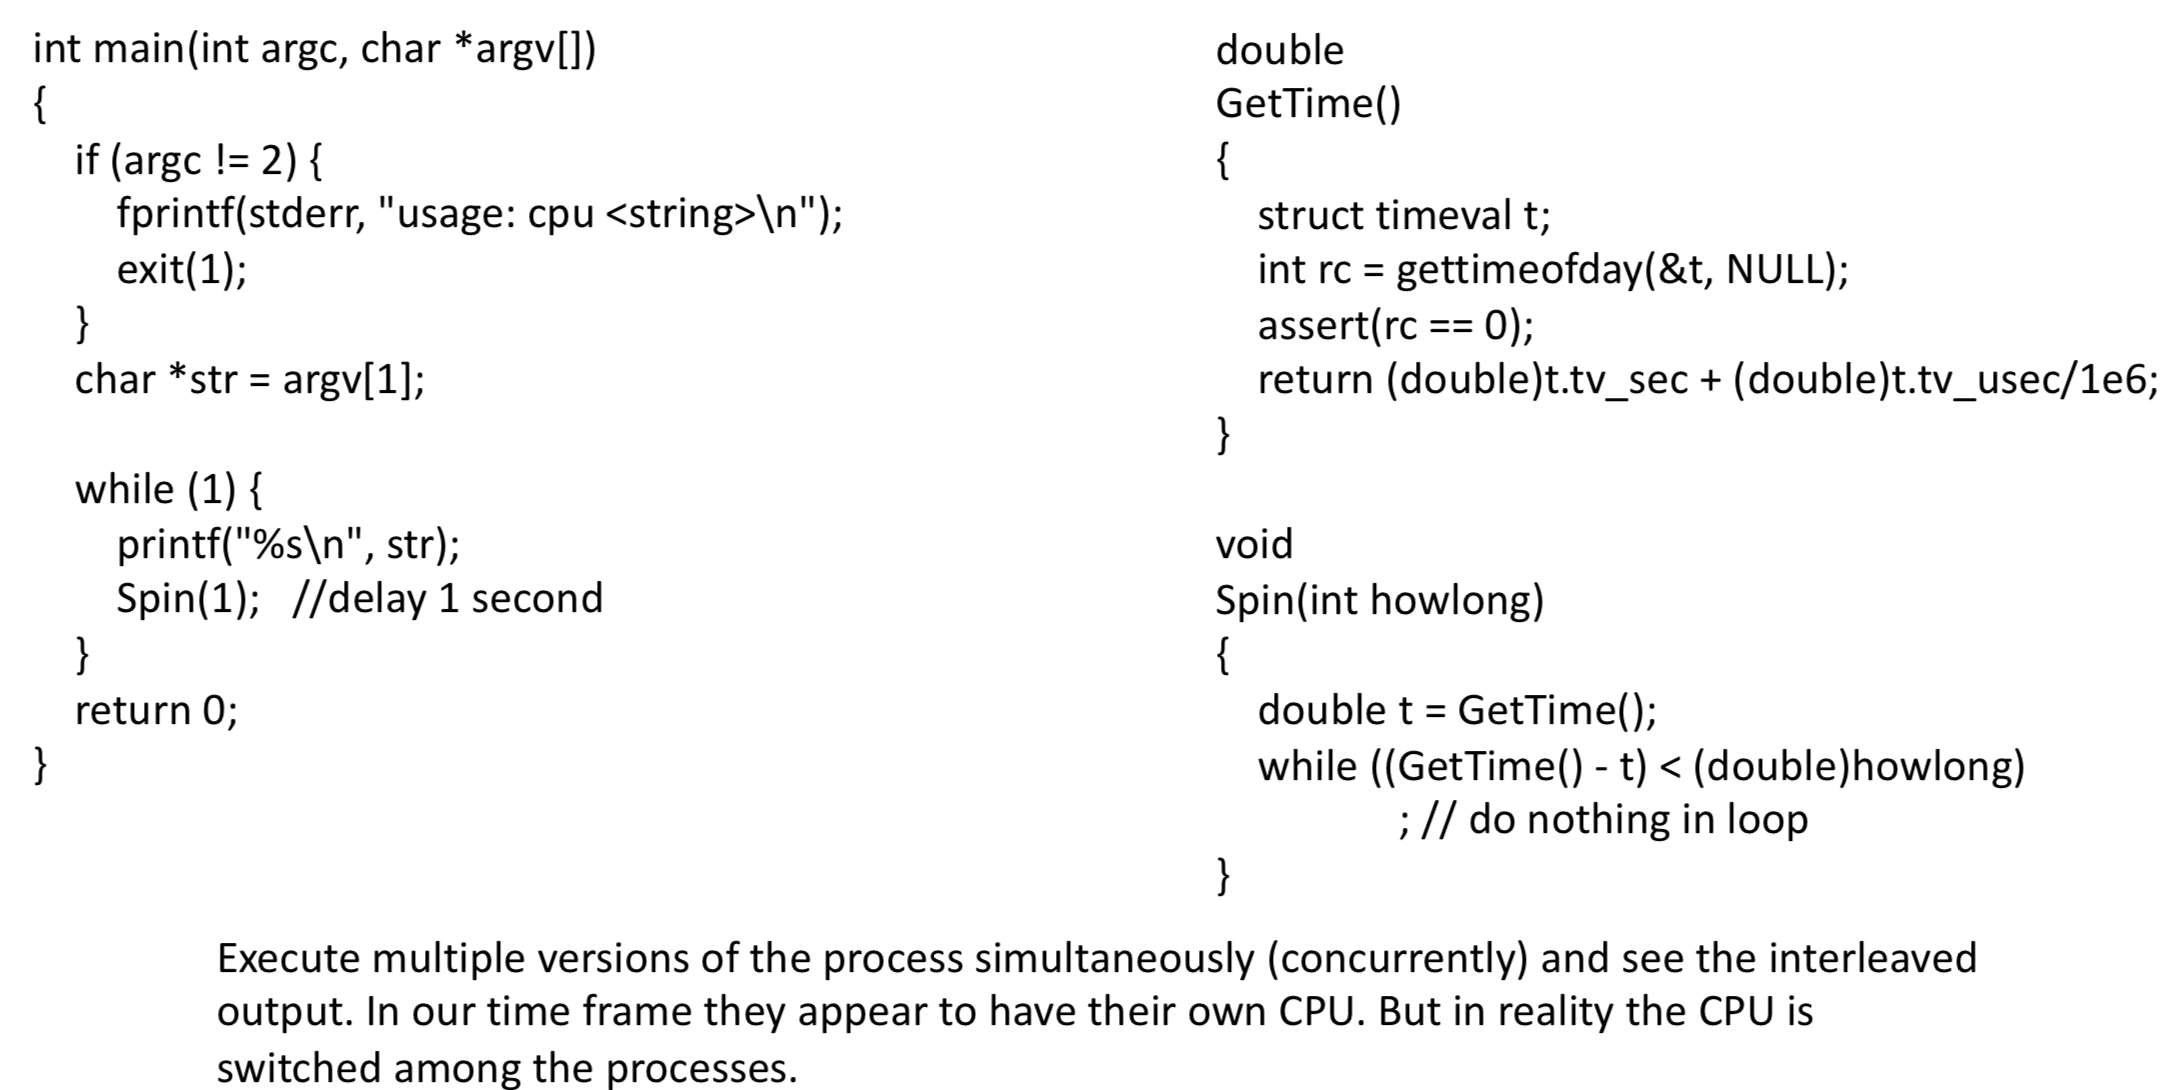 int main(int argc, char *argv[])
{
if (argc != 2) {
fprintf(stderr, "usage: cpu <string>\n");
exit(1);
}
char *str = argv[1];
while (1) {
printf("%s\n", str);
Spin(1); //delay 1 second
}
return 0;
}
double
GetTime()
{
struct timeval t;
int rc = gettimeofday(&t, NULL);
assert(rc == 0);
return (double)t.tv_sec + (double)t.tv_usec/1e6;
}
void
Spin(int howlong)
{
double t = GetTime();
while ((GetTime() - t) < (double)howlong)
; // do nothing in loop
}
Execute multiple versions of the process simultaneously (concurrently) and see the interleaved
output. In our time frame they appear to have their own CPU. But in reality the CPU is
switched among the processes.